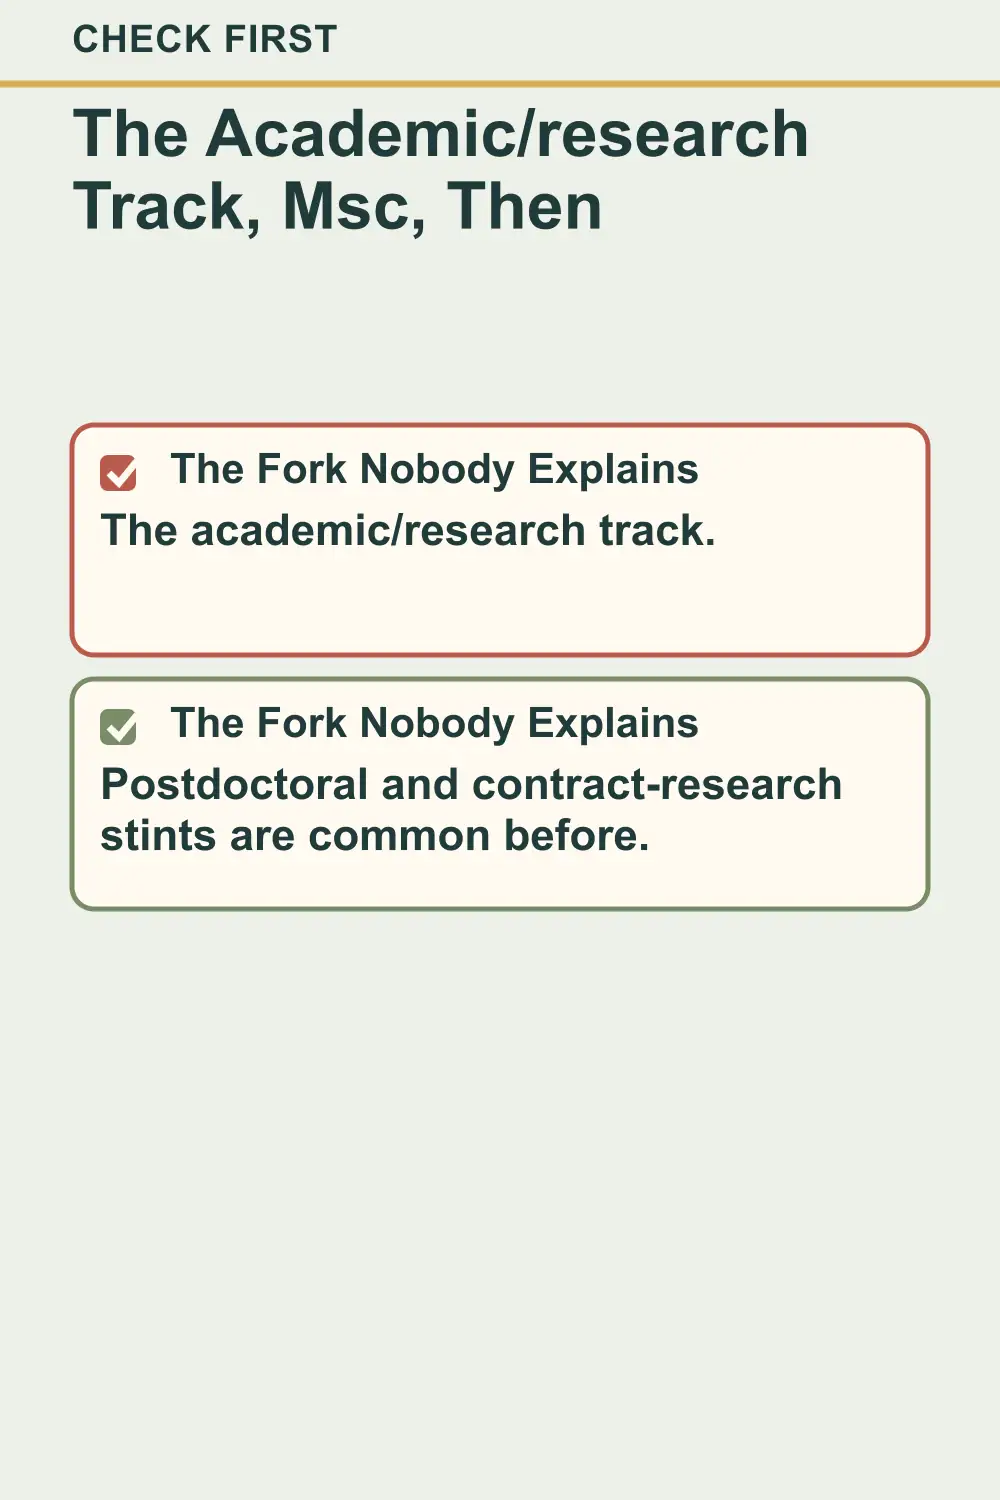 CHECK FIRST
The Academic/research
Track, Msc, Then
The Fork Nobody Explains
The academic/research track.
The Fork Nobody Explains
Postdoctoral and contract-research
stints are common before.